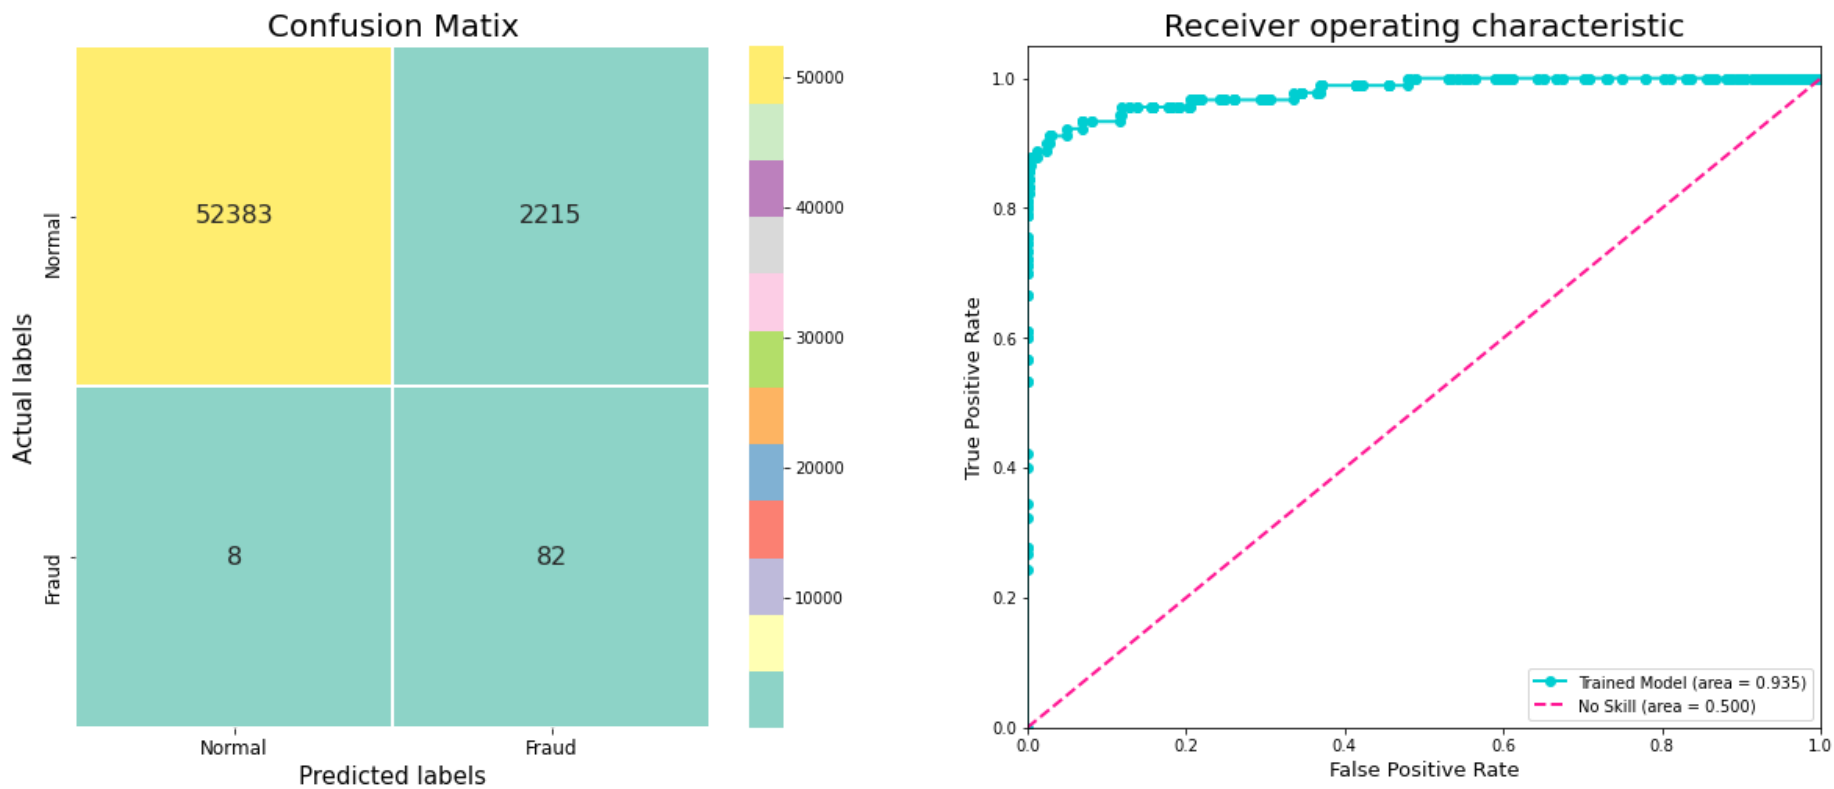 Confusion Matix
52383
2215
8
82
Normal
Fraud
Actual labels
Normal
Fraud
Predicted labels
50000
40000
30000
20000
10000
Receiver operating characteristic
1.0
0.8
0.6
0.4
0.2
0.0
True Positive Rate
0.0
0.2
0.4
0.6
0.8
1.0
False Positive Rate
Trained Model (area = 0.935)
No Skill (area = 0.500)